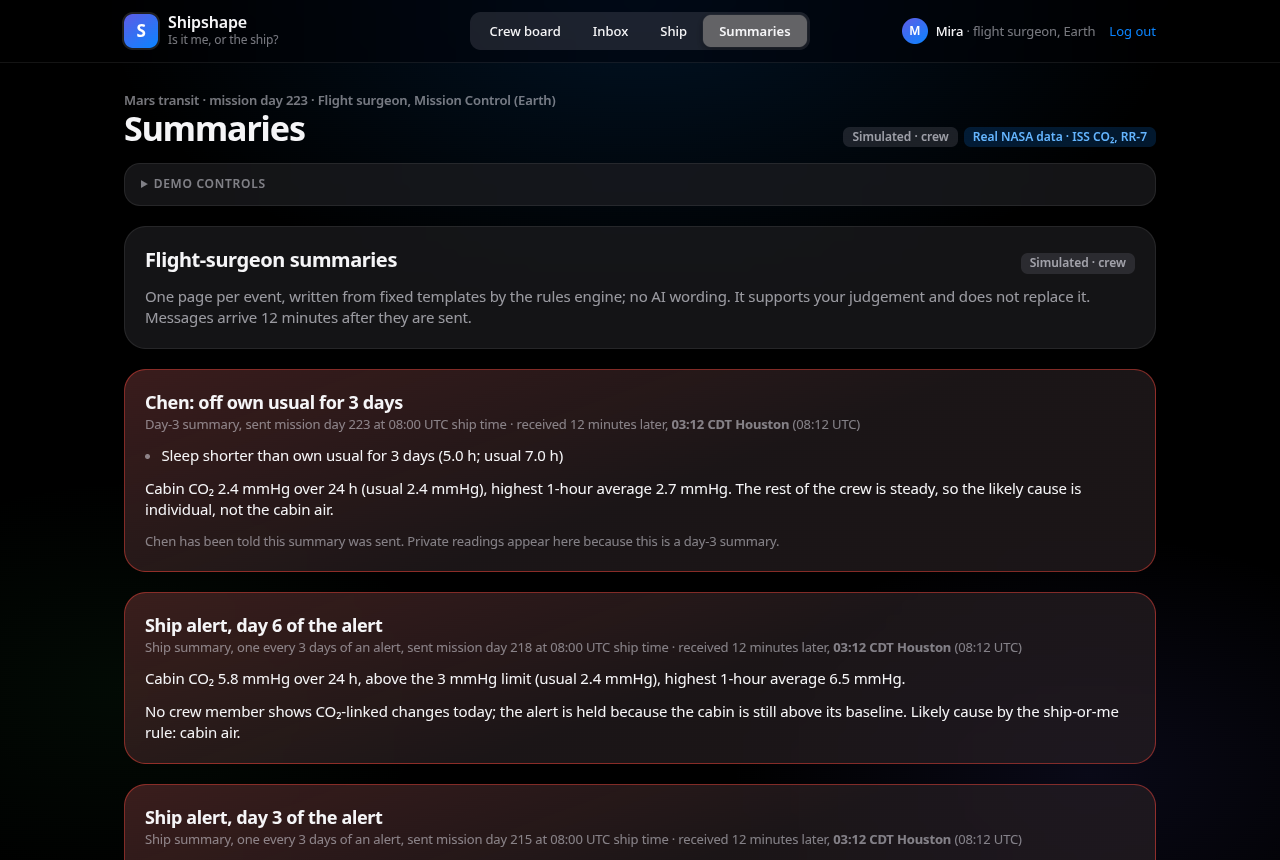 S
Shipshape
Is it me, or the ship?
Crew board
Inbox
Ship
Summaries
M
Mira · flight surgeon, Earth
Log out
Mars transit · mission day 223 · Flight surgeon, Mission Control (Earth)
Summaries
Simulated · crew
Real NASA data · ISS CO₂, RR-7
▶ DEMO CONTROLS
Flight-surgeon summaries
Simulated · crew
One page per event, written from fixed templates by the rules engine; no AI wording. It supports your judgement and does not replace it.
Messages arrive 12 minutes after they are sent.
Chen: off own usual for 3 days
Day-3 summary, sent mission day 223 at 08:00 UTC ship time · received 12 minutes later, 03:12 CDT Houston (08:12 UTC)
• Sleep shorter than own usual for 3 days (5.0 h; usual 7.0 h)
Cabin CO₂ 2.4 mmHg over 24 h (usual 2.4 mmHg), highest 1-hour average 2.7 mmHg. The rest of the crew is steady, so the likely cause is
individual, not the cabin air.
Chen has been told this summary was sent. Private readings appear here because this is a day-3 summary.
Ship alert, day 6 of the alert
Ship summary, one every 3 days of an alert, sent mission day 218 at 08:00 UTC ship time · received 12 minutes later, 03:12 CDT Houston (08:12 UTC)
Cabin CO₂ 5.8 mmHg over 24 h, above the 3 mmHg limit (usual 2.4 mmHg), highest 1-hour average 6.5 mmHg.
No crew member shows CO₂-linked changes today; the alert is held because the cabin is still above its baseline. Likely cause by the ship-or-me
rule: cabin air.
Ship alert, day 3 of the alert
Ship summary, one every 3 days of an alert, sent mission day 215 at 08:00 UTC ship time · received 12 minutes later, 03:12 CDT Houston (08:12 UTC)